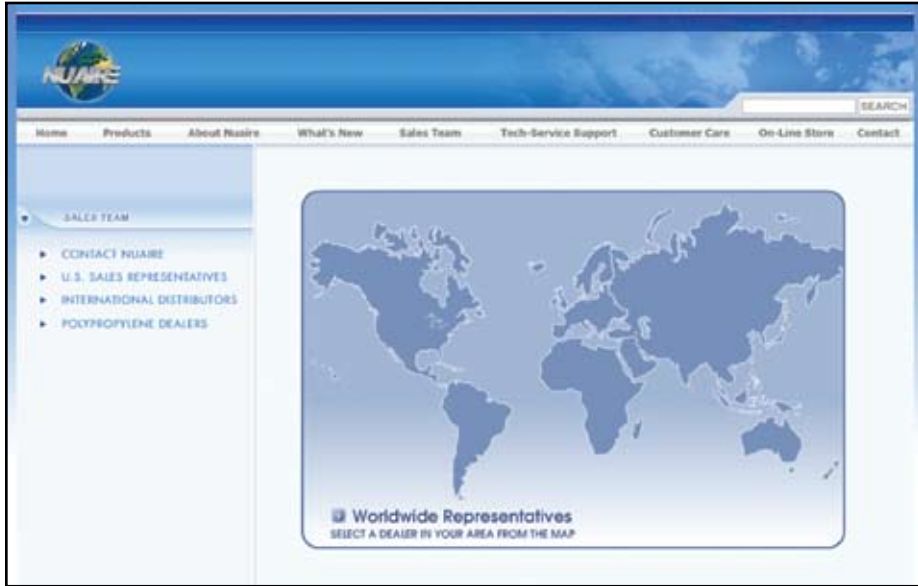 NUAIRE
SEARCH
Home Products About Nuaire What's New Sales Team Tech-Service Support Customer Care On-Line Store Contact
SALES TEAM
CONTACT NUAIRE
U.S. SALES REPRESENTATIVES
INTERNATIONAL DISTRIBUTORS
POLYPROPYLENE DEALERS
Worldwide Representatives
SELECT A DEALER IN YOUR AREA FROM THE MAP